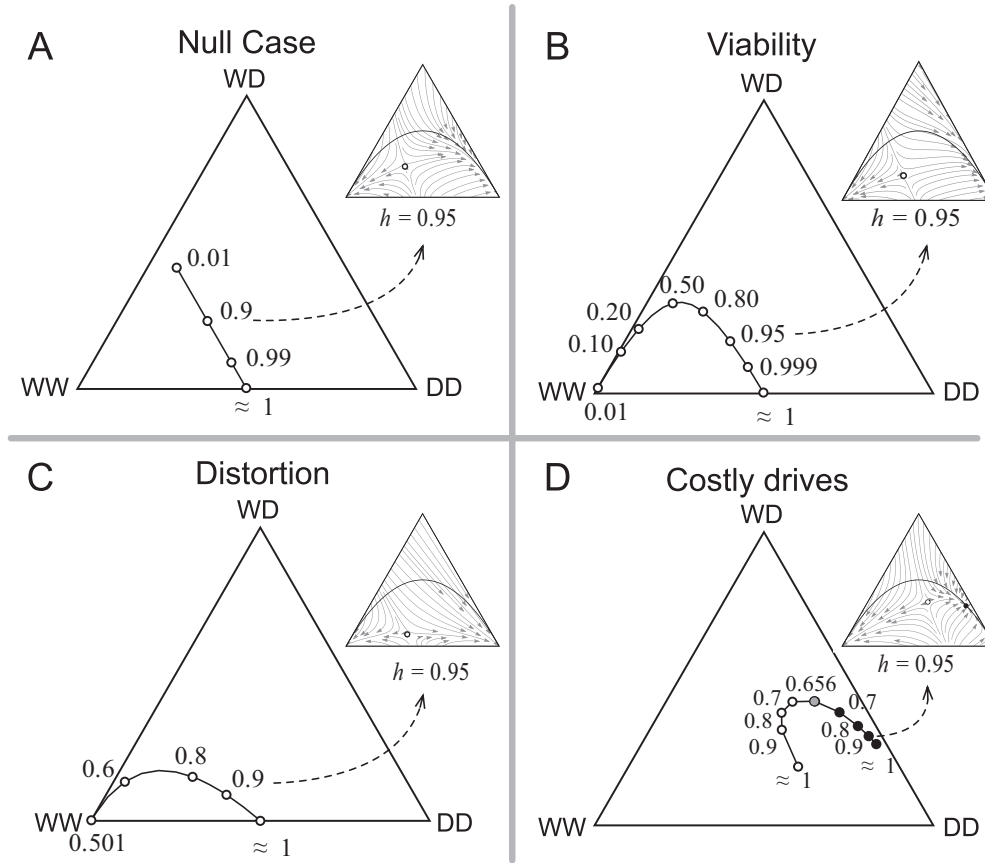 A
Null Case
WD
0.01
0.9
0.99
WW
DD
≈ 1
h = 0.95
B
Viability
WD
0.50
0.80
0.20
0.95
0.10
0.999
WW
DD
0.01
≈ 1
h = 0.95
C
Distortion
WD
0.6
0.8
0.9
WW
DD
0.501
≈ 1
h = 0.95
D
Costly drives
WD
0.656
0.7
0.7
0.8
0.8
0.9
0.9
≈ 1
≈ 1
WW
DD
h = 0.95